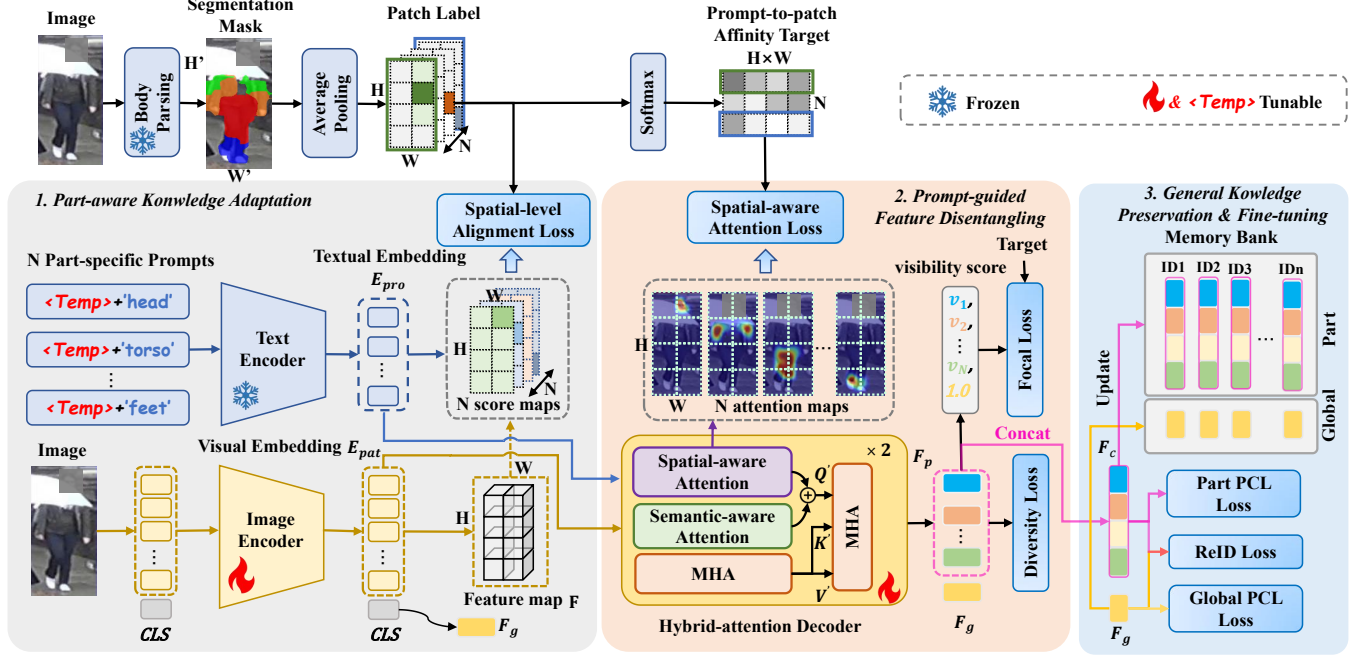 Image
Segmentation
Mask
Patch Label
Prompt-to-patch
Affinity Target
H×W
H'
Body
Parsing
W'
Average
Pooling
H
W
N
Softmax
N
Frozen
& <Temp> Tunable
1. Part-aware Konwledge Adaptation
Spatial-level
Alignment Loss
N Part-specific Prompts
<Temp>+'head'
<Temp>+'torso'
⋮
<Temp>+'feet'
Text
Encoder
Textual Embedding
E_pro
⋮
W
H
N
N score maps
Image
⋮
CLS
Visual Embedding E_pat
Image
Encoder
⋮
CLS
F_g
W
H
Feature map F
2. Prompt-guided
Feature Disentangling
Spatial-aware
Attention Loss
H
...
W
N attention maps
Target
visibility score
v_1,
v_2,
⋮
v_N,
1.0
Focal Loss
× 2
Spatial-aware
Attention
Semantic-aware
Attention
MHA
Q'
K'
V'
MHA
Hybrid-attention Decoder
F_p
⋮
F_g
Concat
Diversity Loss
3. General Kowledge
Preservation & Fine-tuning
Memory Bank
ID1 ID2 ID3 IDn
...
Part
Global
Update
F_c
F_g
Part PCL
Loss
ReID Loss
Global PCL
Loss